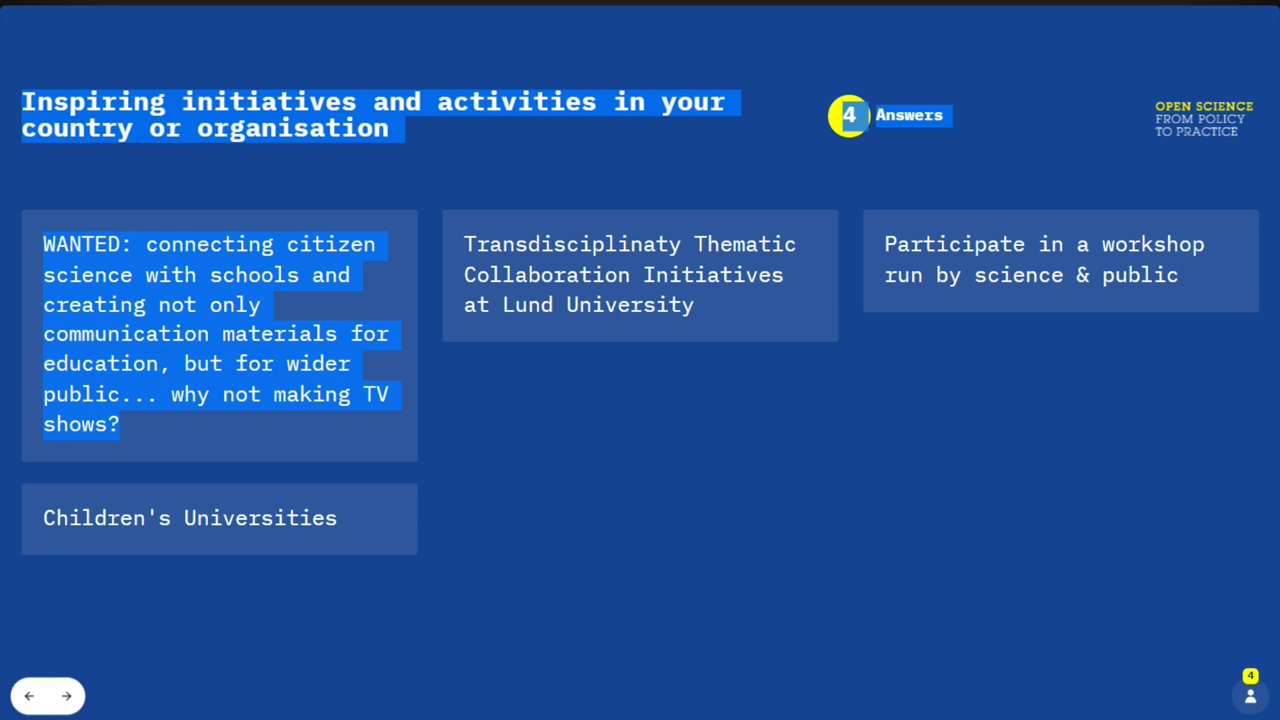 Inspiring initiatives and activities in your
country or organisation
4 Answers
OPEN SCIENCE
FROM POLICY
TO PRACTICE
WANTED: connecting citizen
science with schools and
creating not only
communication materials for
education, but for wider
public... why not making TV
shows?
Transdisciplinaty Thematic
Collaboration Initiatives
at Lund University
Participate in a workshop
run by science & public
Children's Universities
4